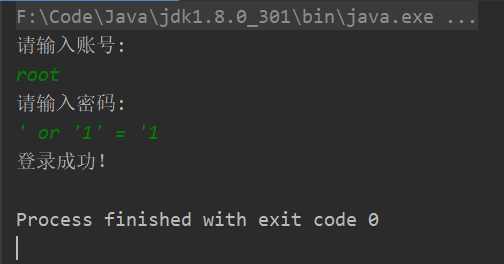 F:\Code\Java\jdk1.8.0_301\bin\java.exe ...
请输入账号:
root
请输入密码:
' or '1' = '1
登录成功!
Process finished with exit code 0